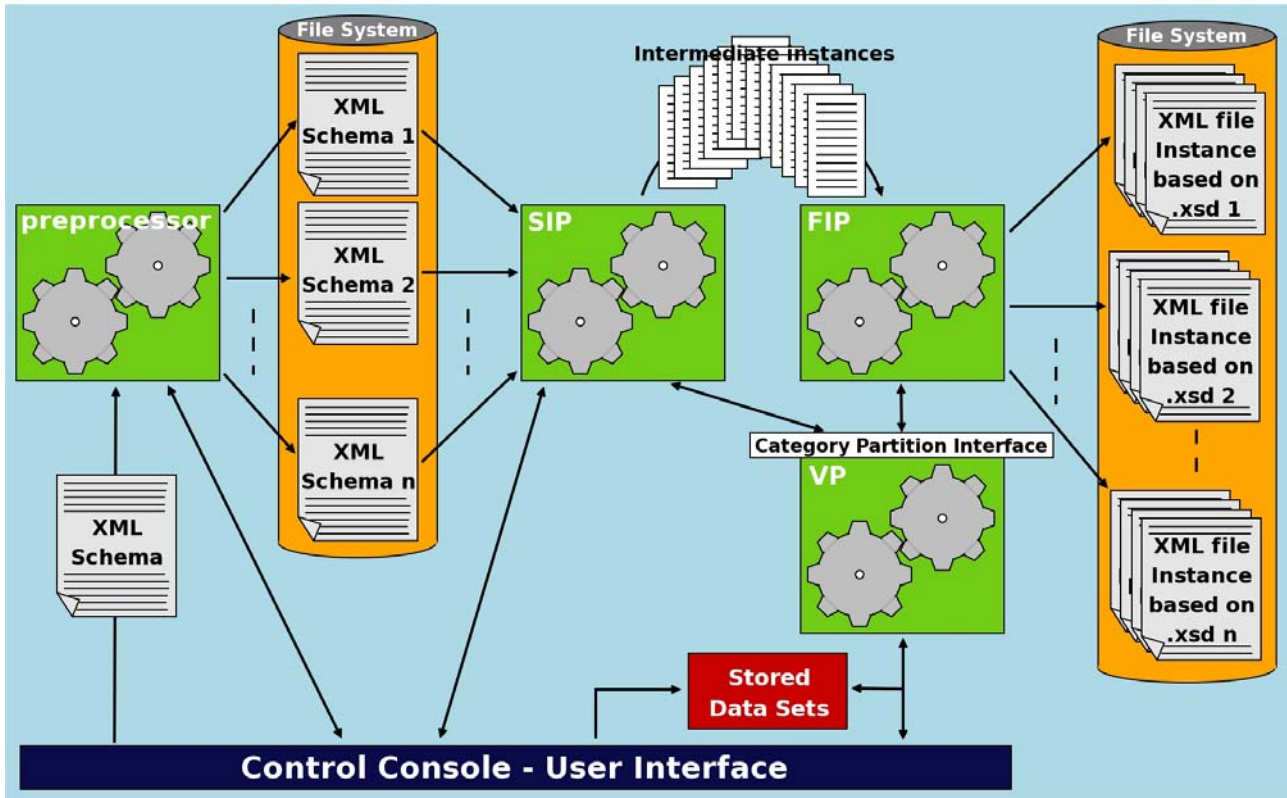 File System
XML
Schema 1
XML
Schema 2
XML
Schema n
preprocessor
XML
Schema
SIP
Intermediate instances
FIP
Category Partition Interface
VP
Stored
Data Sets
File System
XML file
Instance
based on
.xsd 1
XML file
Instance
based on
.xsd 2
XML file
Instance
based on
.xsd n
Control Console - User Interface